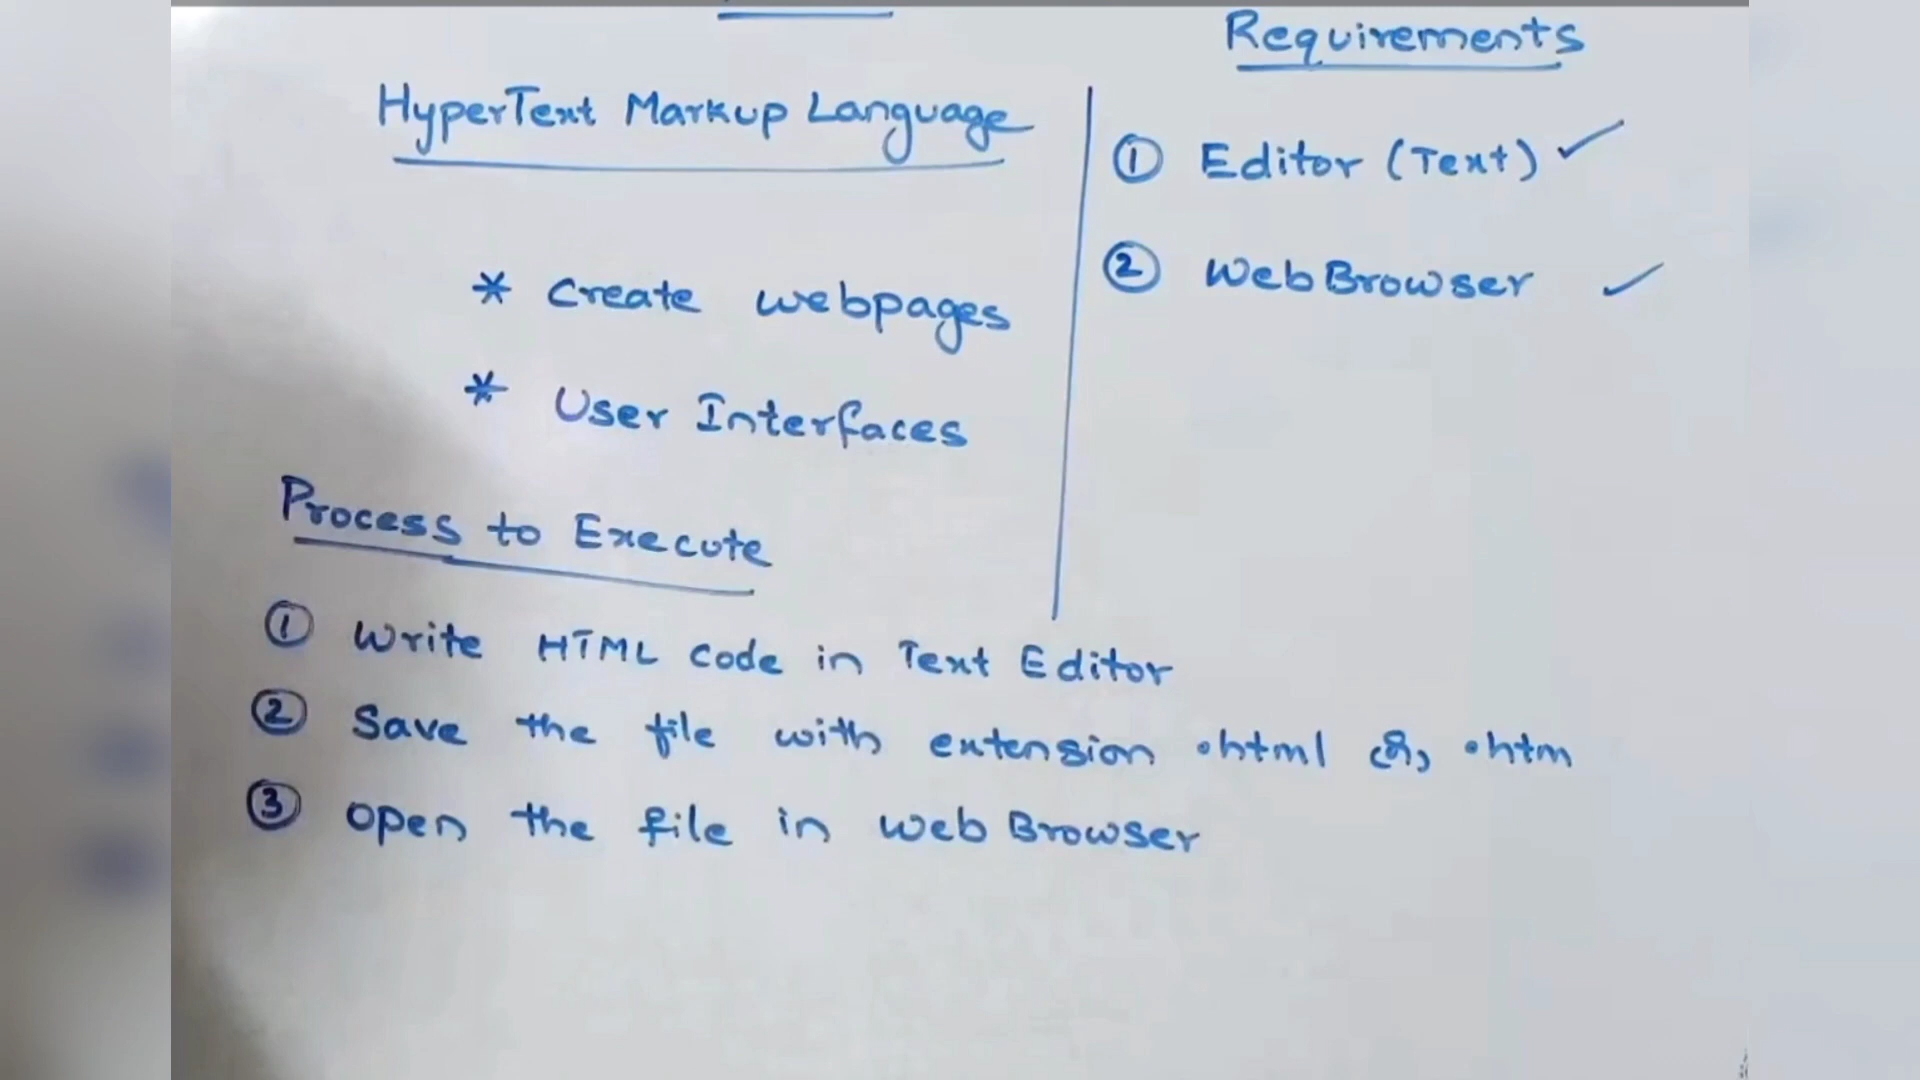 HyperText Markup Language
* Create webpages
* User Interfaces
Requirements
① Editor (Text) ✓
② Web Browser ✓
Process to Execute
① Write HTML code in Text Editor
② Save the file with extension .html or .htm
③ Open the file in Web Browser